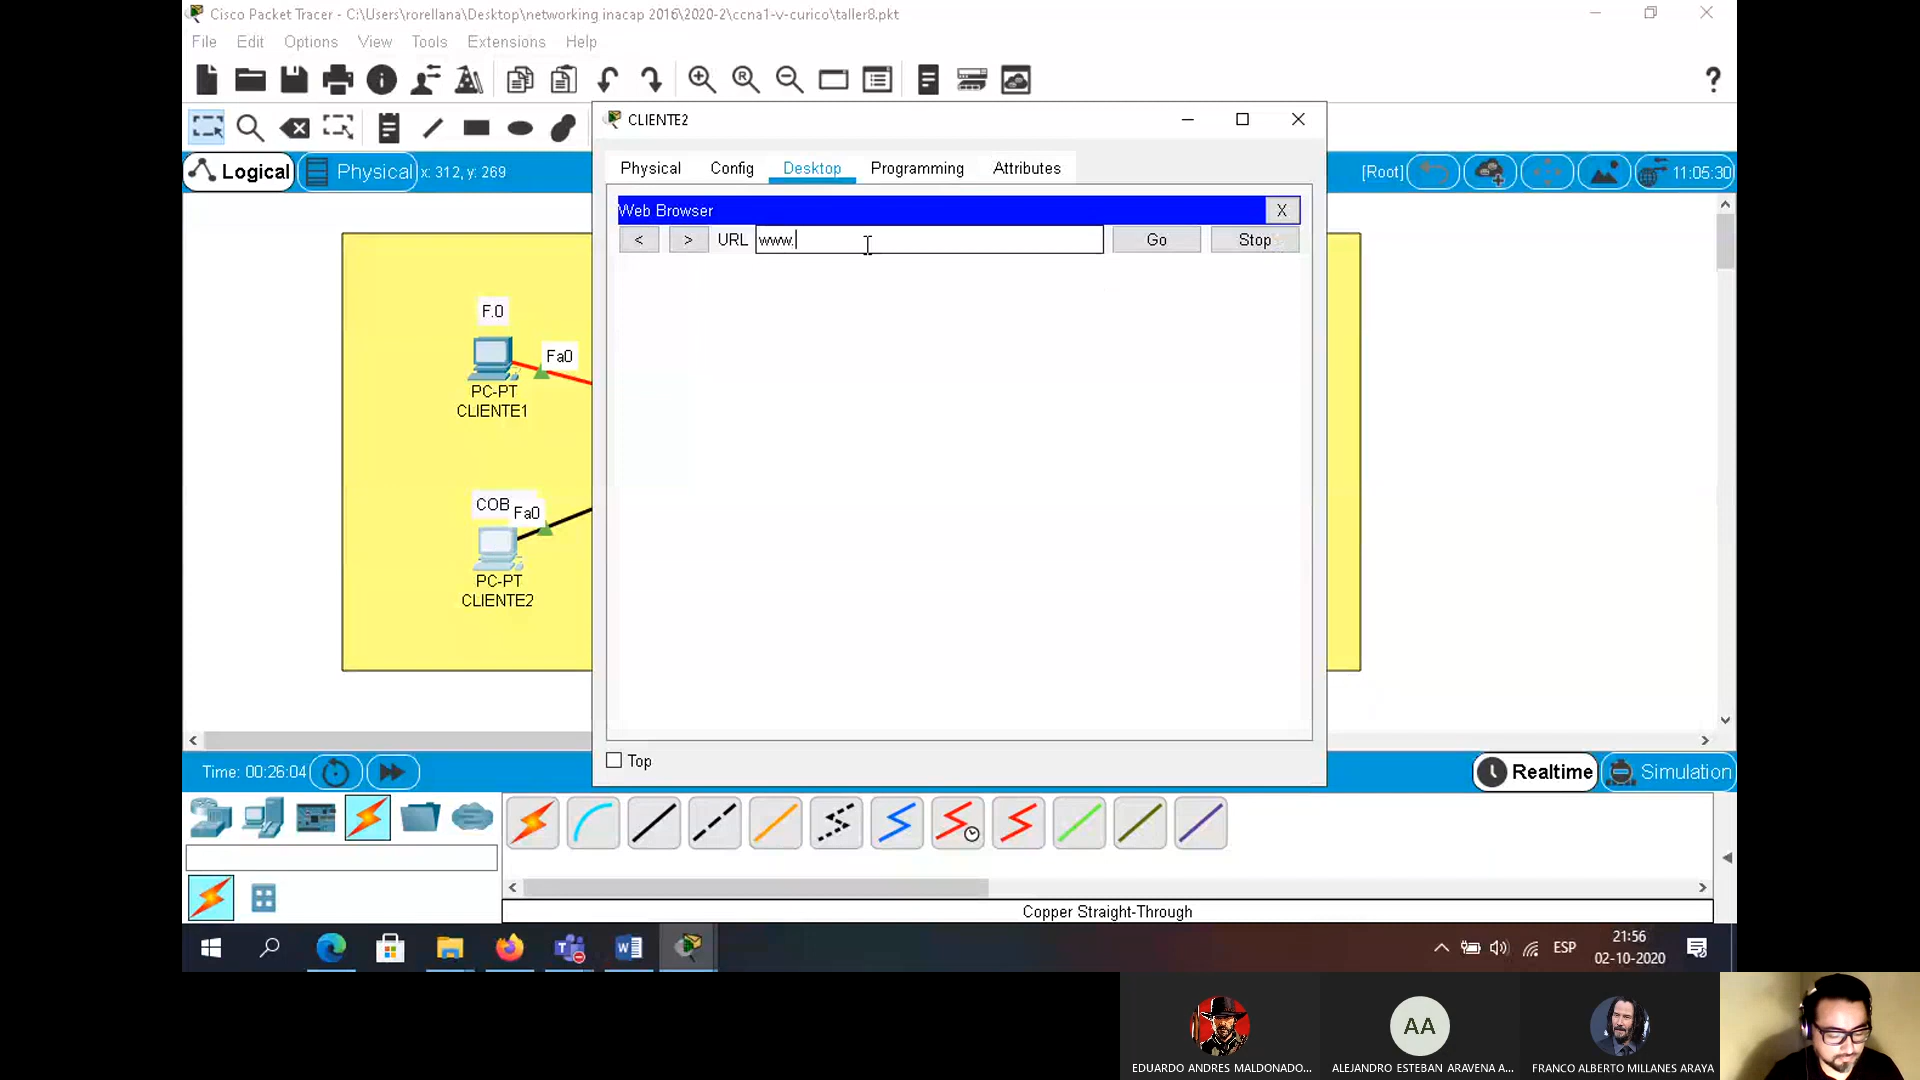 Cisco Packet Tracer - C:\Users\rorellana\Desktop\networking inacap 2016\2020-2\ccna1-v-curico\taller8.pkt
File Edit Options View Tools Extensions Help
CLIENTE2
Logical
Physical
x: 312, y: 269
[Root]
11:05:30
Physical Config Desktop Programming Attributes
Web Browser
X
< > URL www. Go Stop
F.0
Fa0
PC-PT
CLIENTE1
COB
Fa0
PC-PT
CLIENTE2
Top
Time: 00:26:04
Realtime
Simulation
Copper Straight-Through
ESP
21:56
02-10-2020
AA
EDUARDO ANDRES MALDONADO...
ALEJANDRO ESTEBAN ARAVENA A...
FRANCO ALBERTO MILLANES ARAYA